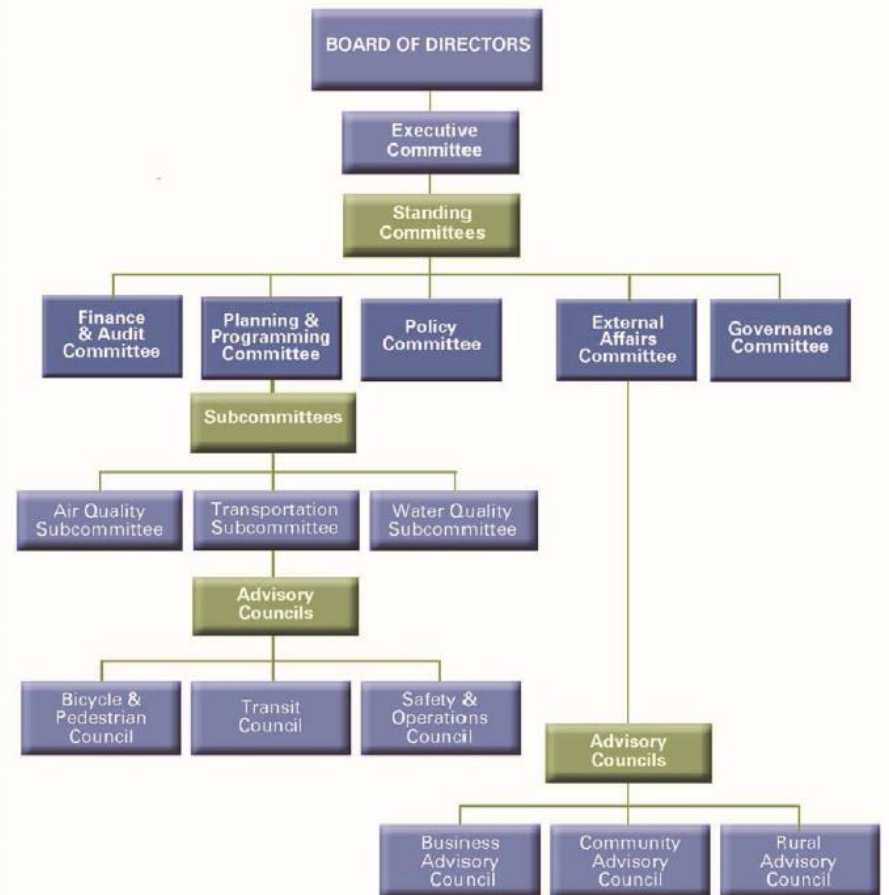 BOARD OF DIRECTORS
Executive
Committee
Standing
Committees
Finance
& Audit
Committee
Planning &
Programming
Committee
Policy
Committee
External
Affairs
Committee
Governance
Committee
Subcommittees
Air Quality
Subcommittee
Transportation
Subcommittee
Water Quality
Subcommittee
Advisory
Councils
Bicycle &
Pedestrian
Council
Transit
Council
Safety &
Operations
Council
Advisory
Councils
Business
Advisory
Council
Community
Advisory
Council
Rural
Advisory
Council